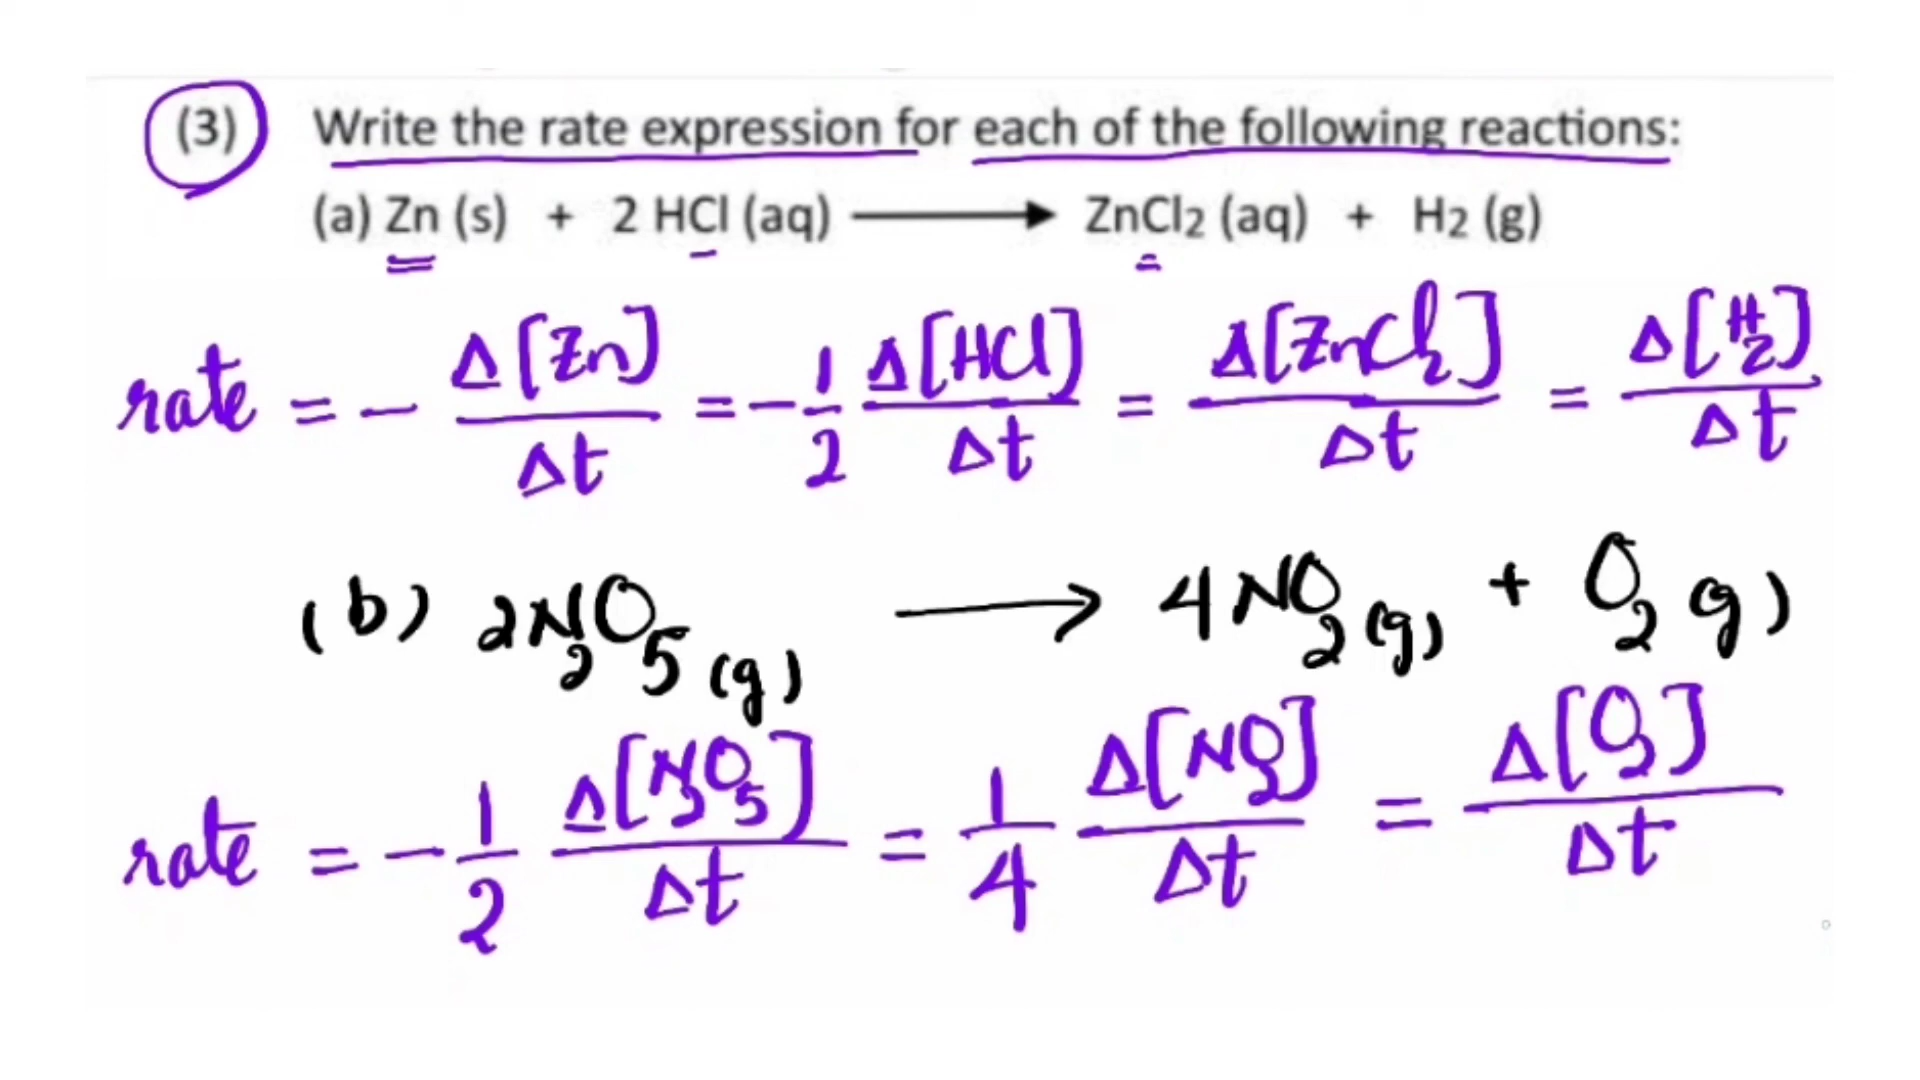 (3) Write the rate expression for each of the following reactions:
(a) Zn (s) + 2 HCl (aq) ⟶ ZnCl2 (aq) + H2 (g)
rate = - Δ[Zn]/Δt = - 1/2 Δ[HCl]/Δt = Δ[ZnCl2]/Δt = Δ[H2]/Δt
(b) 2N2O5 (g) ⟶ 4NO2 (g) + O2 g)
rate = - 1/2 Δ[N2O5]/Δt = 1/4 Δ[NO2]/Δt = Δ[O2]/Δt